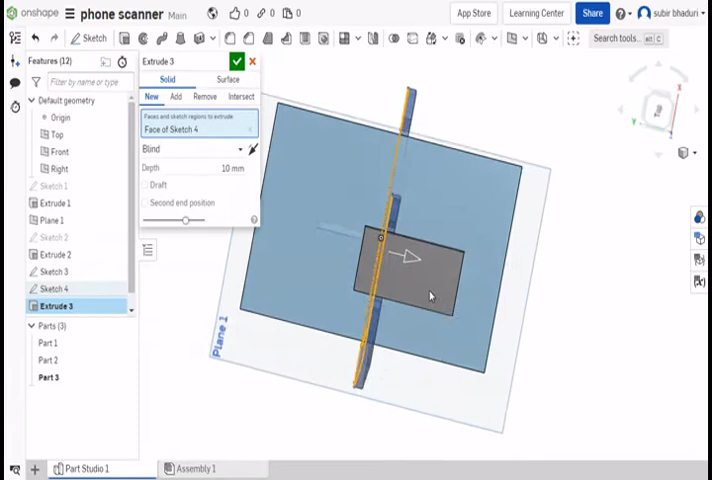 onshape
phone scanner Main
0 0 0
App Store
Learning Center
Share
subir bhaduri
Sketch
Search tools... alt C
Features (12)
Filter by name or type
Default geometry
Origin
Top
Front
Right
Sketch 1
Extrude 1
Plane 1
Sketch 2
Extrude 2
Sketch 3
Sketch 4
Extrude 3
Parts (3)
Part 1
Part 2
Part 3
Extrude 3
Solid Surface
New Add Remove Intersect
Faces and sketch regions to extrude
Face of Sketch 4
Blind
Depth 10 mm
Draft
Second end position
Plane 1
Part Studio 1
Assembly 1